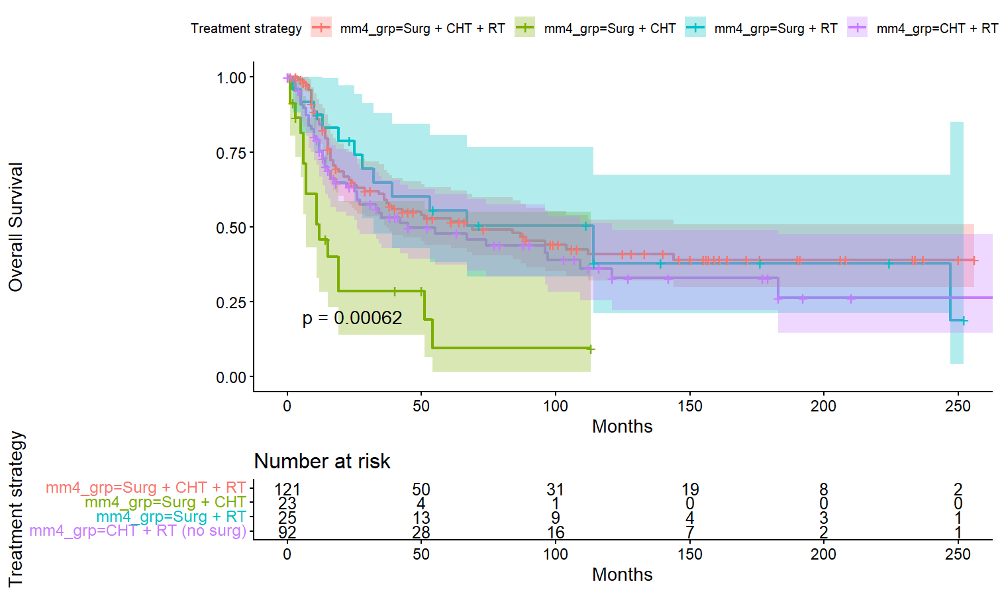 Treatment strategy mm4_grp=Surg + CHT + RT mm4_grp=Surg + CHT mm4_grp=Surg + RT mm4_grp=CHT + RT
Overall Survival
1.00
0.75
0.50
0.25
0.00
p = 0.00062
0 50 100 150 200 250
Months
Treatment strategy
Number at risk
mm4_grp=Surg + CHT + RT 121 50 31 19 8 2
mm4_grp=Surg + CHT 23 4 1 0 0 0
mm4_grp=Surg + RT 25 13 9 4 3 1
mm4_grp=CHT + RT (no surg) 92 28 16 7 2 1
0 50 100 150 200 250
Months